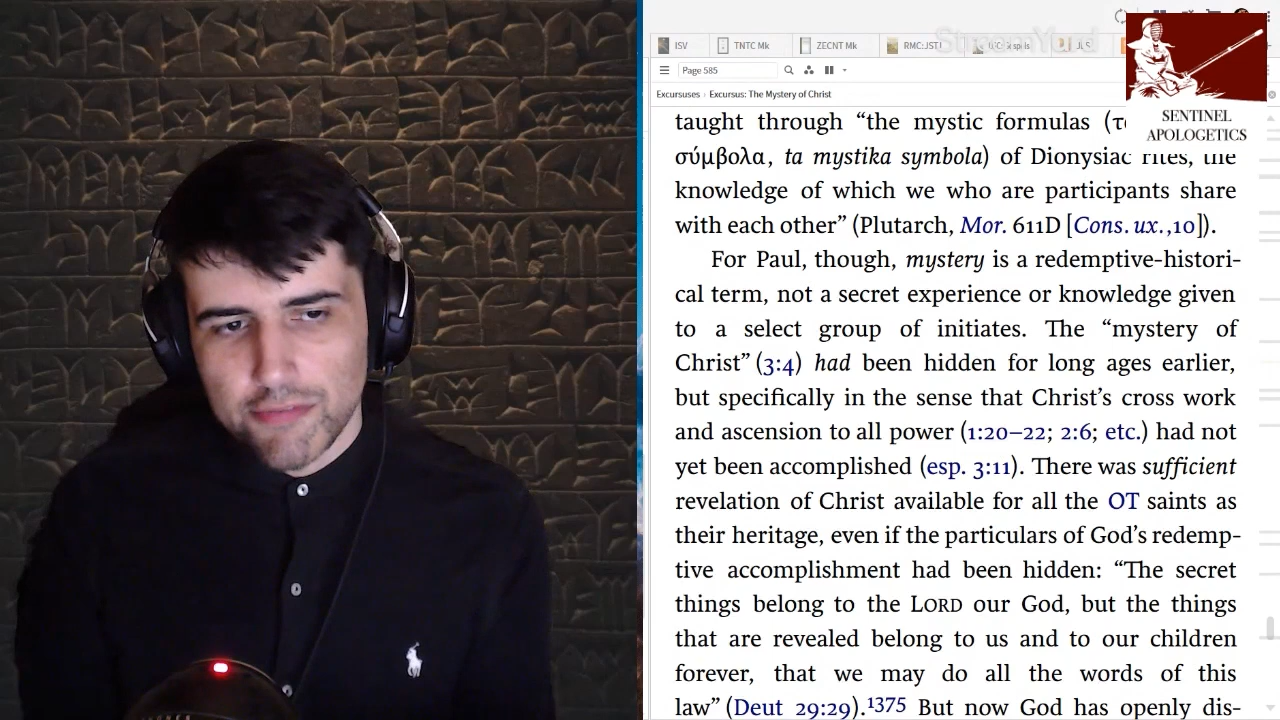 StreamYard
ISV
TNTC Mk
ZECNT Mk
RMC:JST
Page 585
Excursuses › Excursus: The Mystery of Christ
SENTINEL
APOLOGETICS
taught through “the mystic formulas
σύμβολα, ta mystika symbola) of Dionysiac rites, the
knowledge of which we who are participants share
with each other” (Plutarch, Mor. 611D [Cons. ux.,10]).
For Paul, though, mystery is a redemptive-histori-
cal term, not a secret experience or knowledge given
to a select group of initiates. The “mystery of
Christ” (3:4) had been hidden for long ages earlier,
but specifically in the sense that Christ’s cross work
and ascension to all power (1:20–22; 2:6; etc.) had not
yet been accomplished (esp. 3:11). There was sufficient
revelation of Christ available for all the OT saints as
their heritage, even if the particulars of God’s redemp-
tive accomplishment had been hidden: “The secret
things belong to the LORD our God, but the things
that are revealed belong to us and to our children
forever, that we may do all the words of this
law” (Deut 29:29).1375 But now God has openly dis-